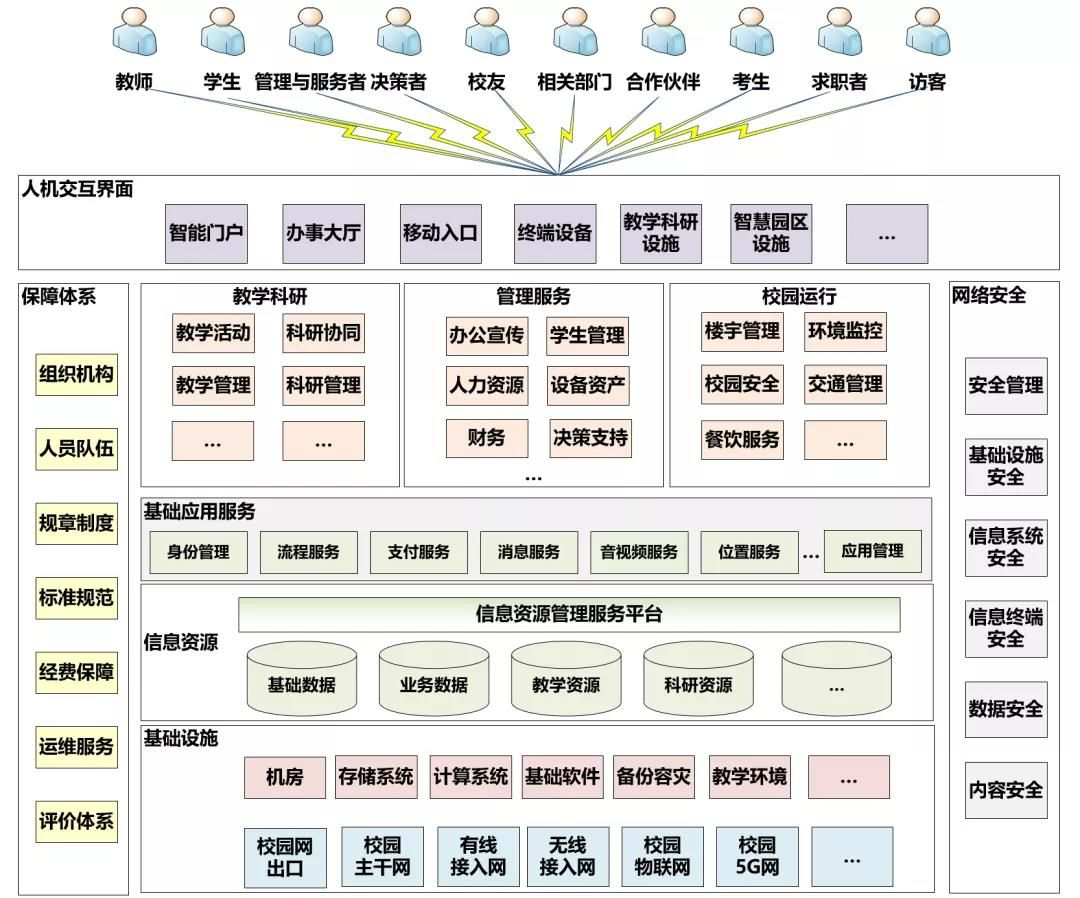 教师 学生 管理与服务者 决策者 校友 相关部门 合作伙伴 考生 求职者 访客
人机交互界面
智能门户 办事大厅 移动入口 终端设备 教学科研设施 智慧园区设施 ...
保障体系
组织机构
人员队伍
规章制度
标准规范
经费保障
运维服务
评价体系
教学科研
教学活动 科研协同
教学管理 科研管理
... ...
管理服务
办公宣传 学生管理
人力资源 设备资产
财务 决策支持
...
校园运行
楼宇管理 环境监控
校园安全 交通管理
餐饮服务 ...
基础应用服务
身份管理 流程服务 支付服务 消息服务 音视频服务 位置服务 ... 应用管理
信息资源管理服务平台
信息资源
基础数据 业务数据 教学资源 科研资源 ...
基础设施
机房 存储系统 计算系统 基础软件 备份容灾 教学环境 ...
校园网出口 校园主干网 有线接入网 无线接入网 校园物联网 校园5G网 ...
网络安全
安全管理
基础设施
安全
信息系统
安全
信息终端
安全
数据安全
内容安全